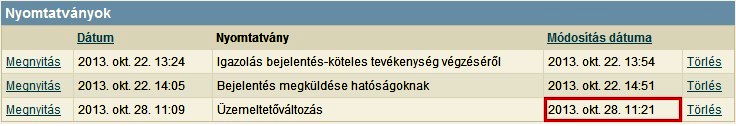 Nyomtatványok
Dátum Nyomtatvány Módosítás dátuma
Megnyitás 2013. okt. 22. 13:24 Igazolás bejelentés-köteles tevékenység végzéséről 2013. okt. 22. 13:54 Törlés
Megnyitás 2013. okt. 22. 14:05 Bejelentés megküldése hatóságoknak 2013. okt. 22. 14:51 Törlés
Megnyitás 2013. okt. 28. 11:09 Üzemeltetőváltozás 2013. okt. 28. 11:21 Törlés